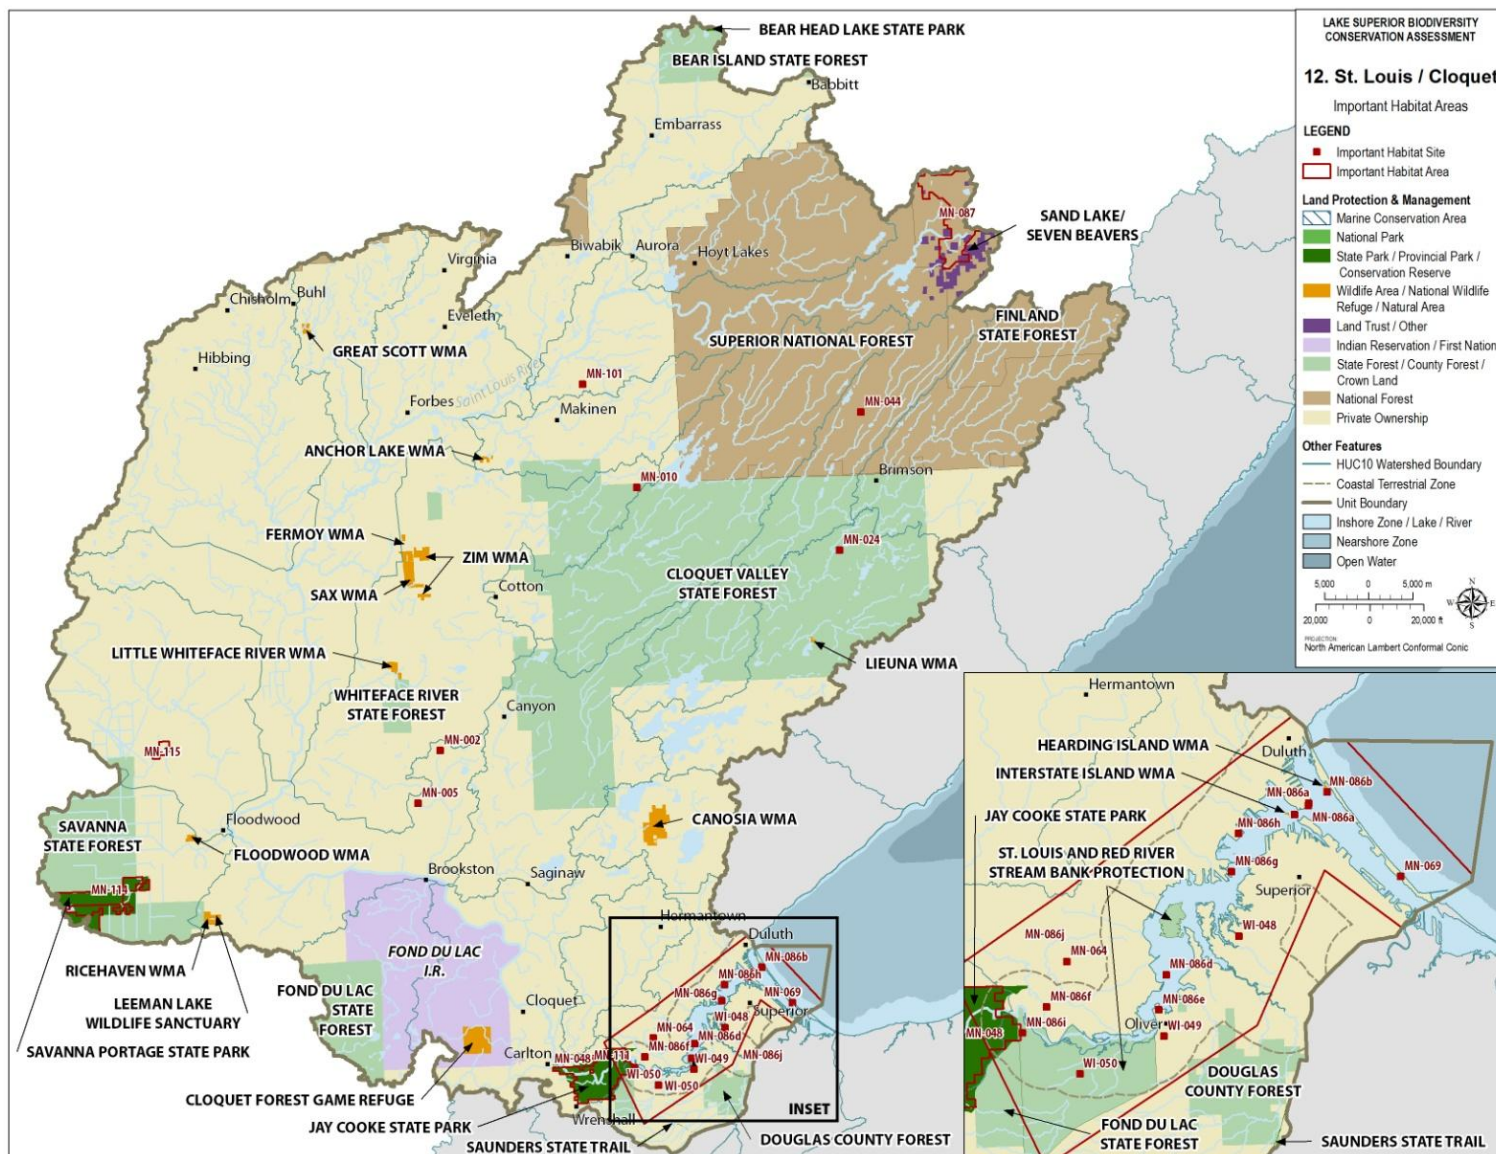 BEAR HEAD LAKE STATE PARK
BEAR ISLAND STATE FOREST
Babbitt
Embarrass
MN-087
SAND LAKE/
SEVEN BEAVERS
Biwabik
Aurora
Hoyt Lakes
Virginia
Buhl
Chisholm
Eveleth
GREAT SCOTT WMA
Hibbing
SUPERIOR NATIONAL FOREST
FINLAND
STATE FOREST
MN-101
Saint Louis River
Forbes
Makinen
MN-044
ANCHOR LAKE WMA
MN-010
Brimson
FERMOY WMA
ZIM WMA
MN-024
SAX WMA
Cotton
CLOQUET VALLEY
STATE FOREST
LITTLE WHITEFACE RIVER WMA
LIEUNA WMA
WHITEFACE RIVER
STATE FOREST
Canyon
MN-115
MN-002
MN-005
SAVANNA
STATE FOREST
Floodwood
CANOSIA WMA
FLOODWOOD WMA
MN-114
Brookston
Saginaw
RICEHAVEN WMA
FOND DU LAC
I.R.
Hermantown
Duluth
LEEMAN LAKE
WILDLIFE SANCTUARY
FOND DU LAC
STATE
FOREST
SAVANNA PORTAGE STATE PARK
Cloquet
MN-086b
MN-086h
MN-086g
MN-069
Superior
WI-048
MN-064
MN-086d
MN-086f
Carlton
MN-048
MN-111
WI-049
MN-086j
WI-050
WI-050
CLOQUET FOREST GAME REFUGE
Wrenshall
INSET
JAY COOKE STATE PARK
SAUNDERS STATE TRAIL
DOUGLAS COUNTY FOREST
LAKE SUPERIOR BIODIVERSITY
CONSERVATION ASSESSMENT
12. St. Louis / Cloquet
Important Habitat Areas
LEGEND
Important Habitat Site
Important Habitat Area
Land Protection & Management
Marine Conservation Area
National Park
State Park / Provincial Park /
Conservation Reserve
Wildlife Area / National Wildlife
Refuge / Natural Area
Land Trust / Other
Indian Reservation / First Nation
State Forest / County Forest /
Crown Land
National Forest
Private Ownership
Other Features
HUC10 Watershed Boundary
Coastal Terrestrial Zone
Unit Boundary
Inshore Zone / Lake / River
Nearshore Zone
Open Water
5,000 0 5,000 m
20,000 20,000 ft
N
W E
S
PROJECTION:
North American Lambert Conformal Conic
Hermantown
HEARDING ISLAND WMA
Duluth
INTERSTATE ISLAND WMA
MN-086b
MN-086a
MN-086a
JAY COOKE STATE PARK
MN-086h
ST. LOUIS AND RED RIVER
STREAM BANK PROTECTION
MN-086g
MN-069
Superior
MN-086j
WI-048
MN-064
MN-086d
MN-086f
MN-086e
MN-048
MN-086i
Oliver
WI-049
WI-050
DOUGLAS
COUNTY FOREST
FOND DU LAC
STATE FOREST
SAUNDERS STATE TRAIL